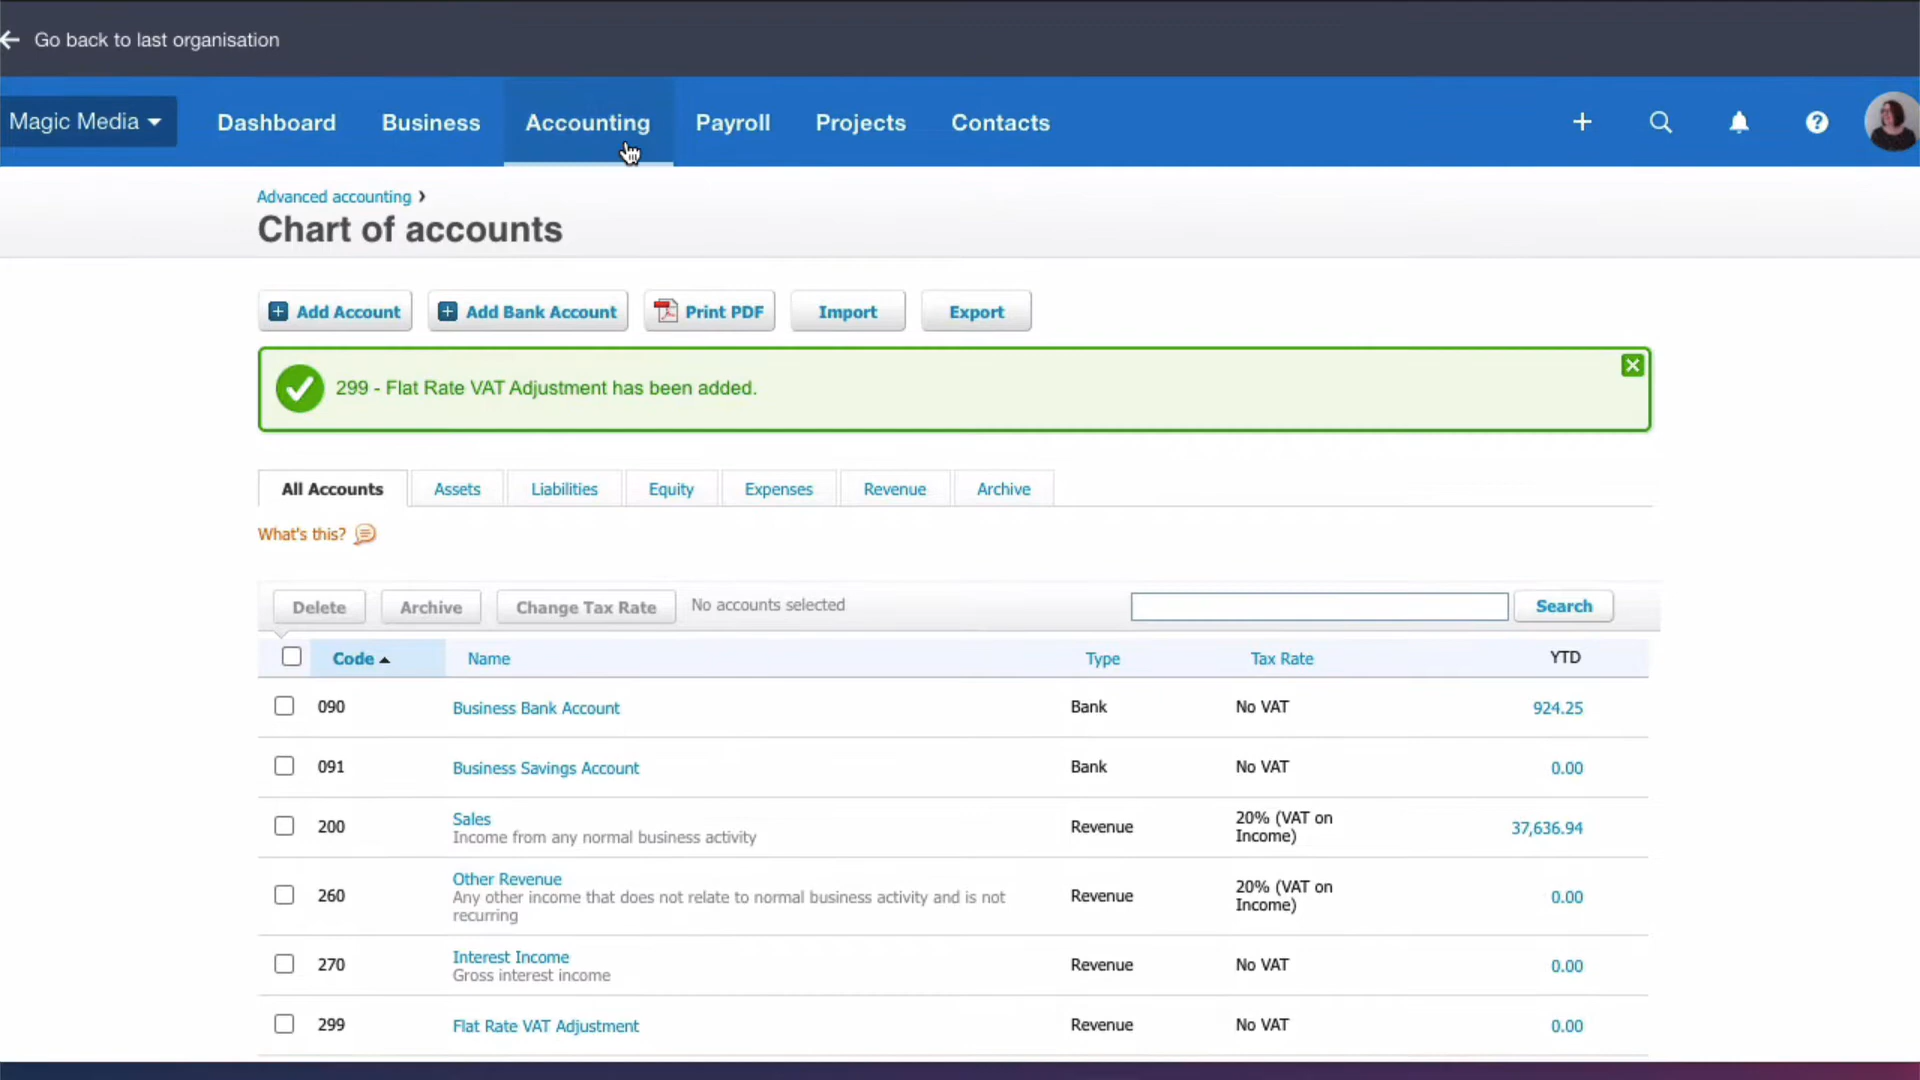 Go back to last organisation
Magic Media
Dashboard
Business
Accounting
Payroll
Projects
Contacts
Advanced accounting
Chart of accounts
Add Account
Add Bank Account
Print PDF
Import
Export
299 - Flat Rate VAT Adjustment has been added.
All Accounts
Assets
Liabilities
Equity
Expenses
Revenue
Archive
What's this?
Delete
Archive
Change Tax Rate
No accounts selected
Search
Code
Name
Type
Tax Rate
YTD
090
Business Bank Account
Bank
No VAT
924.25
091
Business Savings Account
Bank
No VAT
0.00
200
Sales
Income from any normal business activity
Revenue
20% (VAT on
Income)
37,636.94
260
Other Revenue
Any other income that does not relate to normal business activity and is not
recurring
Revenue
20% (VAT on
Income)
0.00
270
Interest Income
Gross interest income
Revenue
No VAT
0.00
299
Flat Rate VAT Adjustment
Revenue
No VAT
0.00